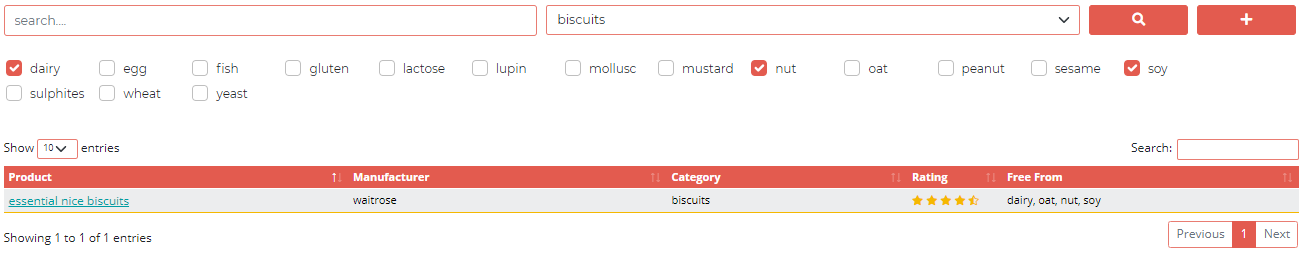 search.... biscuits
dairy egg fish gluten lactose lupin mollusc mustard nut oat peanut sesame soy
sulphites wheat yeast
Show 10 entries Search:
Product Manufacturer Category Rating Free From
essential nice biscuits waitrose biscuits dairy, oat, nut, soy
Showing 1 to 1 of 1 entries Previous 1 Next